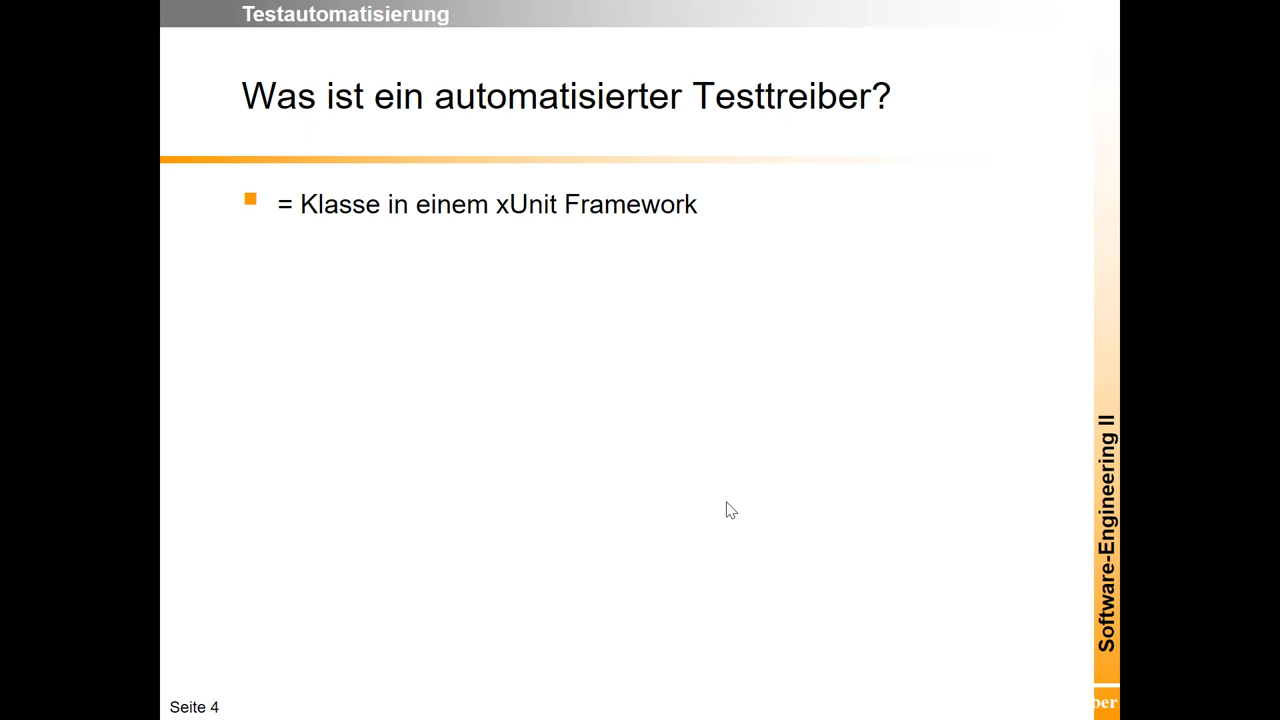 Testautomatisierung
Was ist ein automatisierter Testtreiber?
= Klasse in einem xUnit Framework
Software-Engineering II
Seite 4